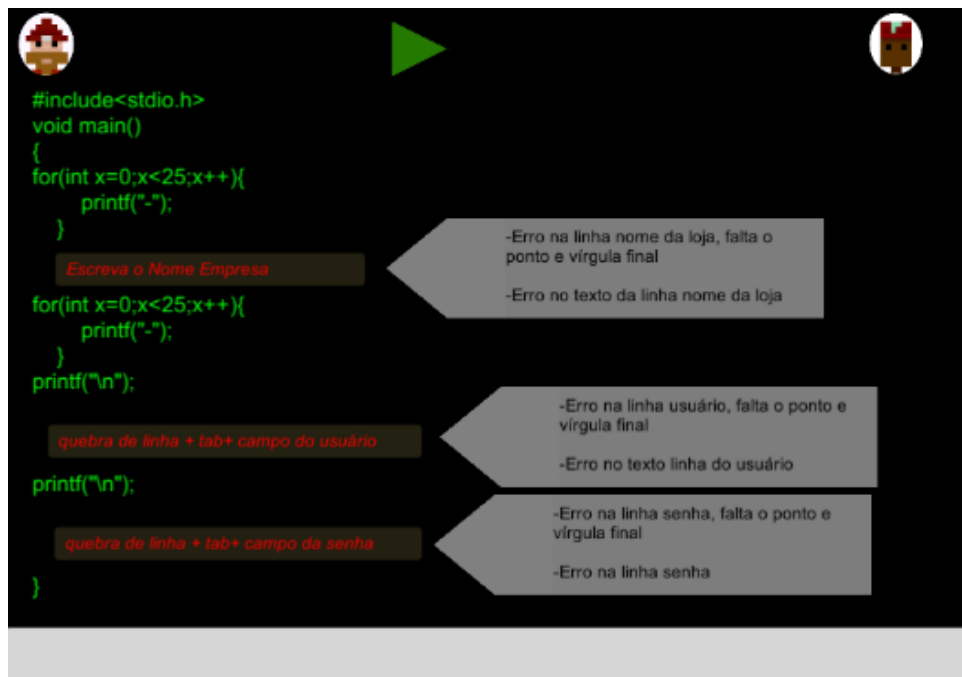 #include<stdio.h>
void main()
{
for(int x=0;x<25;x++){
printf("-");
}
Escreva o Nome Empresa
-Erro na linha nome da loja, falta o
ponto e vírgula final
-Erro no texto da linha nome da loja
for(int x=0;x<25;x++){
printf("-");
}
printf("\n");
quebra de linha + tab+ campo do usuário
-Erro na linha usuário, falta o ponto e
vírgula final
-Erro no texto linha do usuário
printf("\n");
quebra de linha + tab+ campo da senha
-Erro na linha senha, falta o ponto e
vírgula final
-Erro na linha senha
}